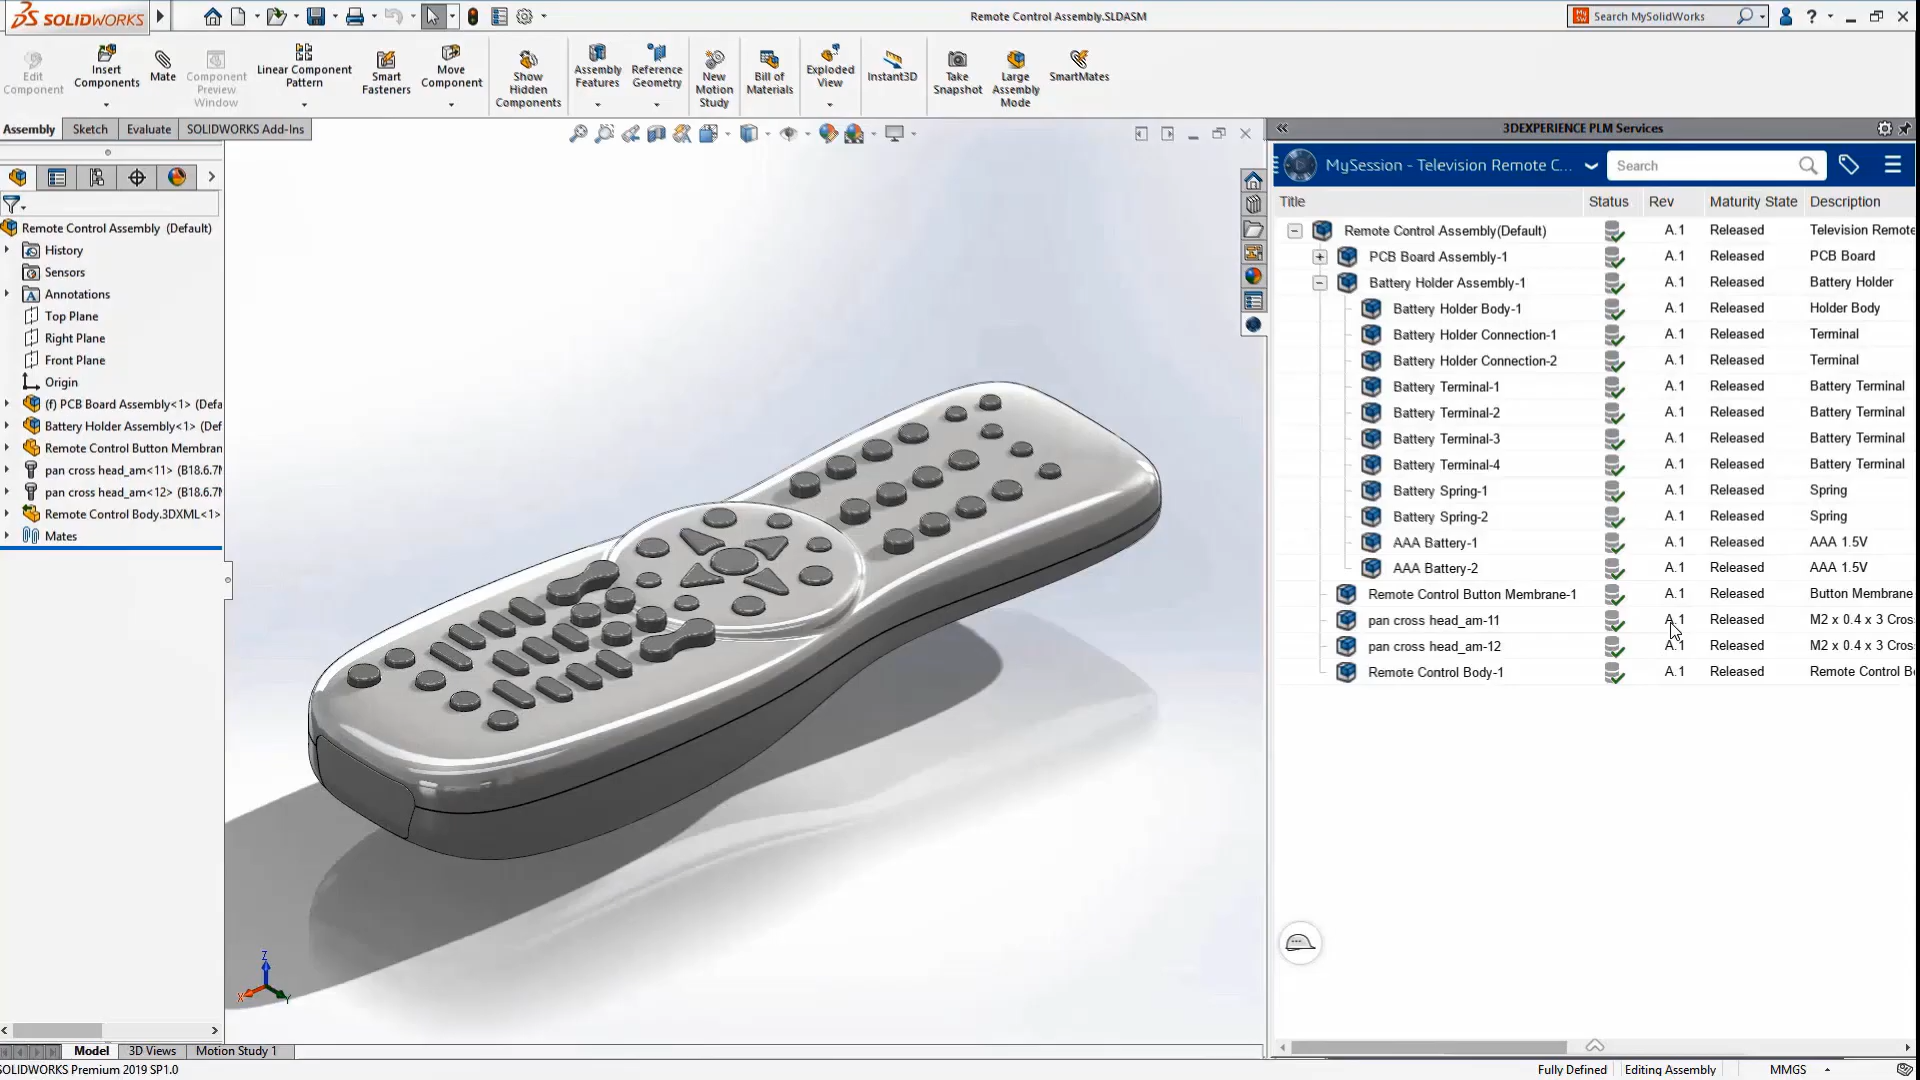 SOLIDWORKS
Remote Control Assembly.SLDASM
Search MySolidWorks
?
Edit Component
Insert Components
Mate
Component Preview Window
Linear Component Pattern
Smart Fasteners
Move Component
Show Hidden Components
Assembly Features
Reference Geometry
New Motion Study
Bill of Materials
Exploded View
Instant3D
Take Snapshot
Large Assembly Mode
SmartMates
Assembly Sketch Evaluate SOLIDWORKS Add-Ins
Remote Control Assembly (Default)
History
Sensors
Annotations
Top Plane
Right Plane
Front Plane
Origin
(f) PCB Board Assembly<1> (Defa
Battery Holder Assembly<1> (Def
Remote Control Button Membran
pan cross head_am<11> (B18.6.7M
pan cross head_am<12> (B18.6.7M
Remote Control Body.3DXML<1>
Mates
Z
X
Y
3DEXPERIENCE PLM Services
MySession - Television Remote C... Search
Title Status Rev Maturity State Description
Remote Control Assembly(Default) A.1 Released Television Remote
PCB Board Assembly-1 A.1 Released PCB Board
Battery Holder Assembly-1 A.1 Released Battery Holder
Battery Holder Body-1 A.1 Released Holder Body
Battery Holder Connection-1 A.1 Released Terminal
Battery Holder Connection-2 A.1 Released Terminal
Battery Terminal-1 A.1 Released Battery Terminal
Battery Terminal-2 A.1 Released Battery Terminal
Battery Terminal-3 A.1 Released Battery Terminal
Battery Terminal-4 A.1 Released Battery Terminal
Battery Spring-1 A.1 Released Spring
Battery Spring-2 A.1 Released Spring
AAA Battery-1 A.1 Released AAA 1.5V
AAA Battery-2 A.1 Released AAA 1.5V
Remote Control Button Membrane-1 A.1 Released Button Membrane
pan cross head_am-11 A.1 Released M2 x 0.4 x 3 Cros
pan cross head_am-12 A.1 Released M2 x 0.4 x 3 Cros
Remote Control Body-1 A.1 Released Remote Control Bo
Model 3D Views Motion Study 1
SOLIDWORKS Premium 2019 SP1.0
Fully Defined Editing Assembly MMGS